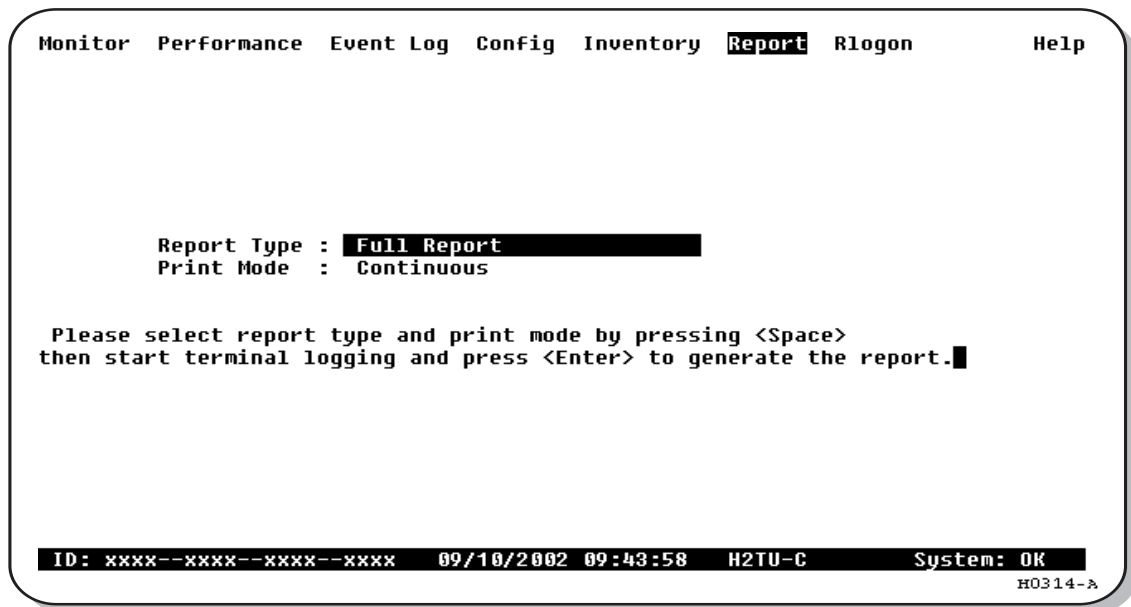 Monitor Performance Event Log Config Inventory Report Rlogon Help
Report Type : Full Report
Print Mode : Continuous
Please select report type and print mode by pressing <Space>
then start terminal logging and press <Enter> to generate the report.
ID: xxxx--xxxx--xxxx--xxxx 09/10/2002 09:43:58 H2TU-C System: OK
H0314-A